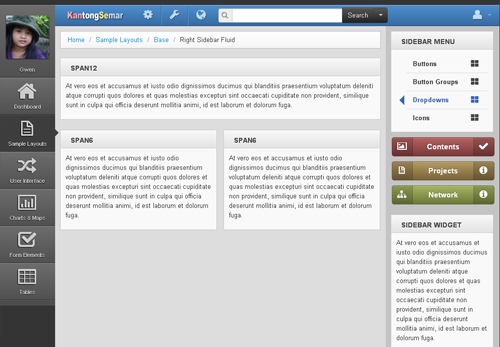 KantongSemar
Search
Gwen
Dashboard
Sample Layouts
User Interface
Charts & Maps
Form Elements
Tables
Home / Sample Layouts / Base / Right Sidebar Fluid
SPAN12
At vero eos et accusamus et iusto odio dignissimos ducimus qui blanditiis praesentium voluptatum deleniti
atque corrupti quos dolores et quas molestias excepturi sint occaecati cupiditate non provident, similique
sunt in culpa qui officia deserunt mollitia animi, id est laborum et dolorum fuga.
SPAN6
At vero eos et accusamus et iusto odio
dignissimos ducimus qui blanditiis praesentium
voluptatum deleniti atque corrupti quos dolores et
quas molestias excepturi sint occaecati cupiditate
non provident, similique sunt in culpa qui officia
deserunt mollitia animi, id est laborum et dolorum
fuga.
SPAN6
At vero eos et accusamus et iusto odio
dignissimos ducimus qui blanditiis praesentium
voluptatum deleniti atque corrupti quos dolores et
quas molestias excepturi sint occaecati cupiditate
non provident, similique sunt in culpa qui officia
deserunt mollitia animi, id est laborum et dolorum
fuga.
SIDEBAR MENU
Buttons
Button Groups
Dropdowns
Icons
Contents
Projects
Network
SIDEBAR WIDGET
At vero eos et accusamus et
iusto odio dignissimos ducimus
qui blanditiis praesentium
voluptatum deleniti atque
corrupti quos dolores et quas
molestias excepturi sint
occaecati cupiditate non
provident, similique sunt in
culpa qui officia deserunt
mollitia animi, id est laborum et
dolorum fuga.